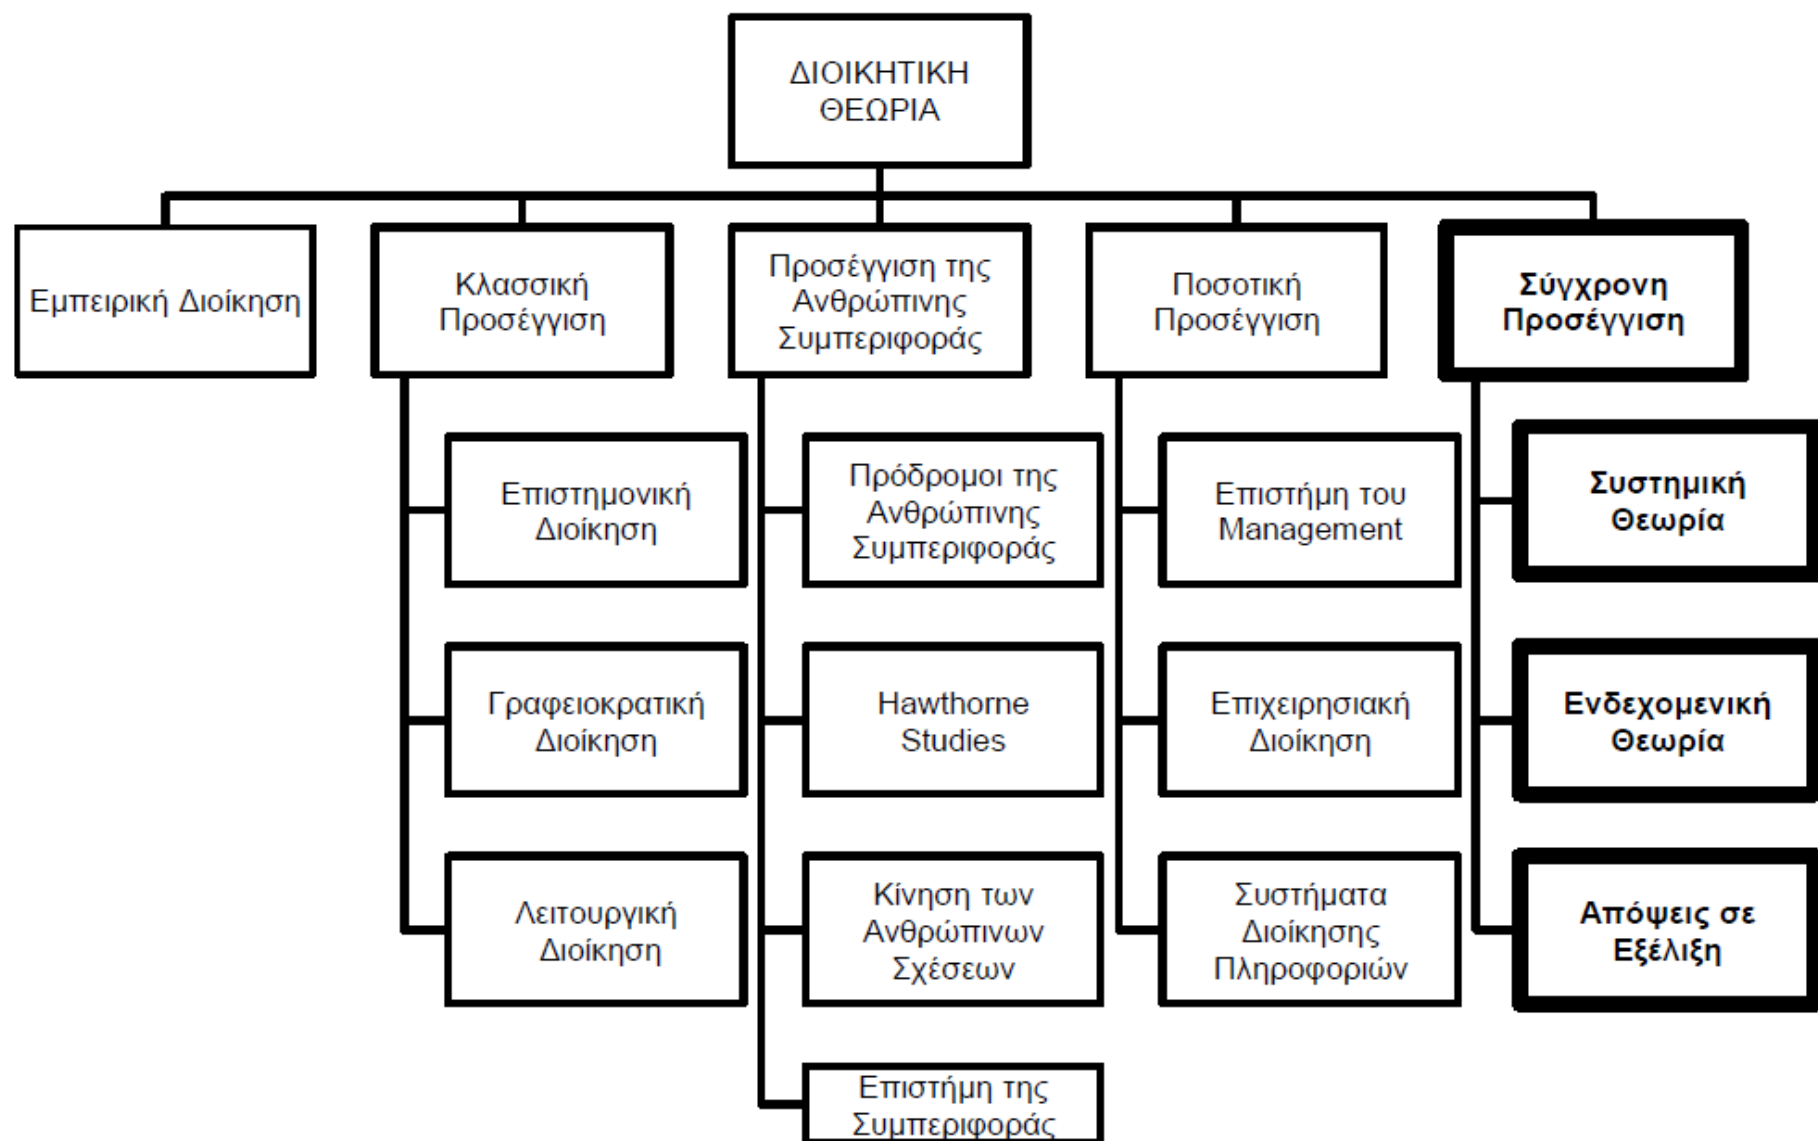 ΔΙΟΙΚΗΤΙΚΗ
ΘΕΩΡΙΑ
Εμπειρική Διοίκηση
Κλασσική
Προσέγγιση
Προσέγγιση της
Ανθρώπινης
Συμπεριφοράς
Ποσοτική
Προσέγγιση
Σύγχρονη
Προσέγγιση
Επιστημονική
Διοίκηση
Πρόδρομοι της
Ανθρώπινης
Συμπεριφοράς
Επιστήμη του
Management
Συστημική
Θεωρία
Γραφειοκρατική
Διοίκηση
Hawthorne
Studies
Επιχειρησιακή
Διοίκηση
Ενδεχομενική
Θεωρία
Λειτουργική
Διοίκηση
Κίνηση των
Ανθρώπινων
Σχέσεων
Συστήματα
Διοίκησης
Πληροφοριών
Απόψεις σε
Εξέλιξη
Επιστήμη της
Συμπεριφοράς